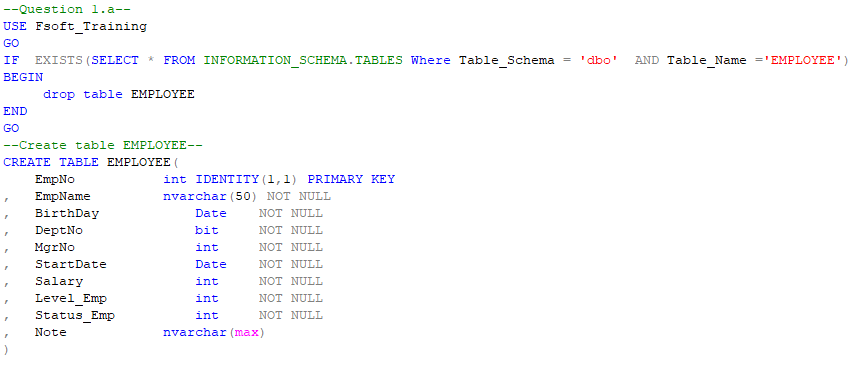 --Question 1.a--
USE Fsoft_Training
GO
IF  EXISTS(SELECT * FROM INFORMATION_SCHEMA.TABLES Where Table_Schema = 'dbo'  AND Table_Name ='EMPLOYEE')
BEGIN
     drop table EMPLOYEE
END
GO
--Create table EMPLOYEE--
CREATE TABLE EMPLOYEE(
    EmpNo           int IDENTITY(1,1) PRIMARY KEY
,   EmpName         nvarchar(50) NOT NULL
,   BirthDay            Date    NOT NULL
,   DeptNo              bit     NOT NULL
,   MgrNo               int     NOT NULL
,   StartDate           Date    NOT NULL
,   Salary              int     NOT NULL
,   Level_Emp           int     NOT NULL
,   Status_Emp          int     NOT NULL
,   Note            nvarchar(max)
)